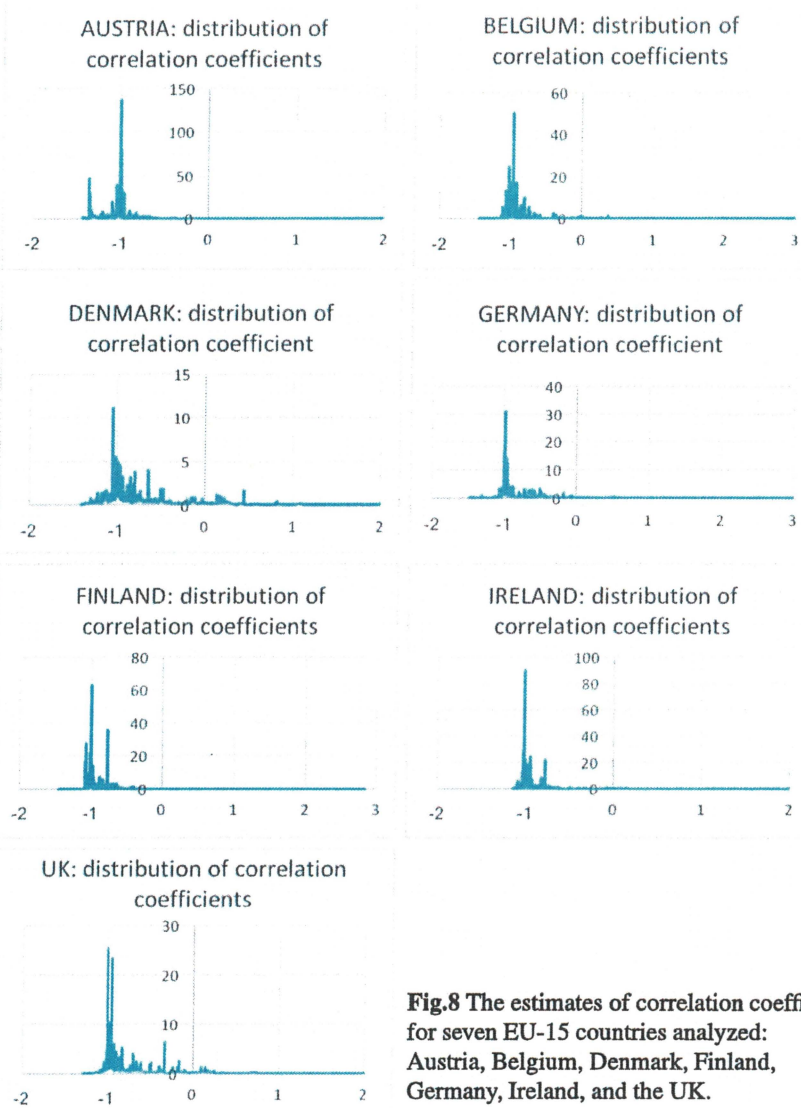 AUSTRIA: distribution of
correlation coefficients
150
100
50
0
-2 -1 0 1 2
BELGIUM: distribution of
correlation coefficients
60
40
20
0
-2 -1 0 1 2 3
DENMARK: distribution of
correlation coefficient
15
10
5
0
-2 -1 0 1 2
GERMANY: distribution of
correlation coefficient
40
30
20
10
0
-2 -1 0 1 2 3
FINLAND: distribution of
correlation coefficients
80
60
40
20
0
-2 -1 0 1 2 3
IRELAND: distribution of
correlation coefficients
100
80
60
40
20
0
-2 -1 0 1 2
UK: distribution of correlation
coefficients
30
20
10
0
-2 -1 0 1 2
Fig.8 The estimates of correlation coeffi
for seven EU-15 countries analyzed:
Austria, Belgium, Denmark, Finland,
Germany, Ireland, and the UK.